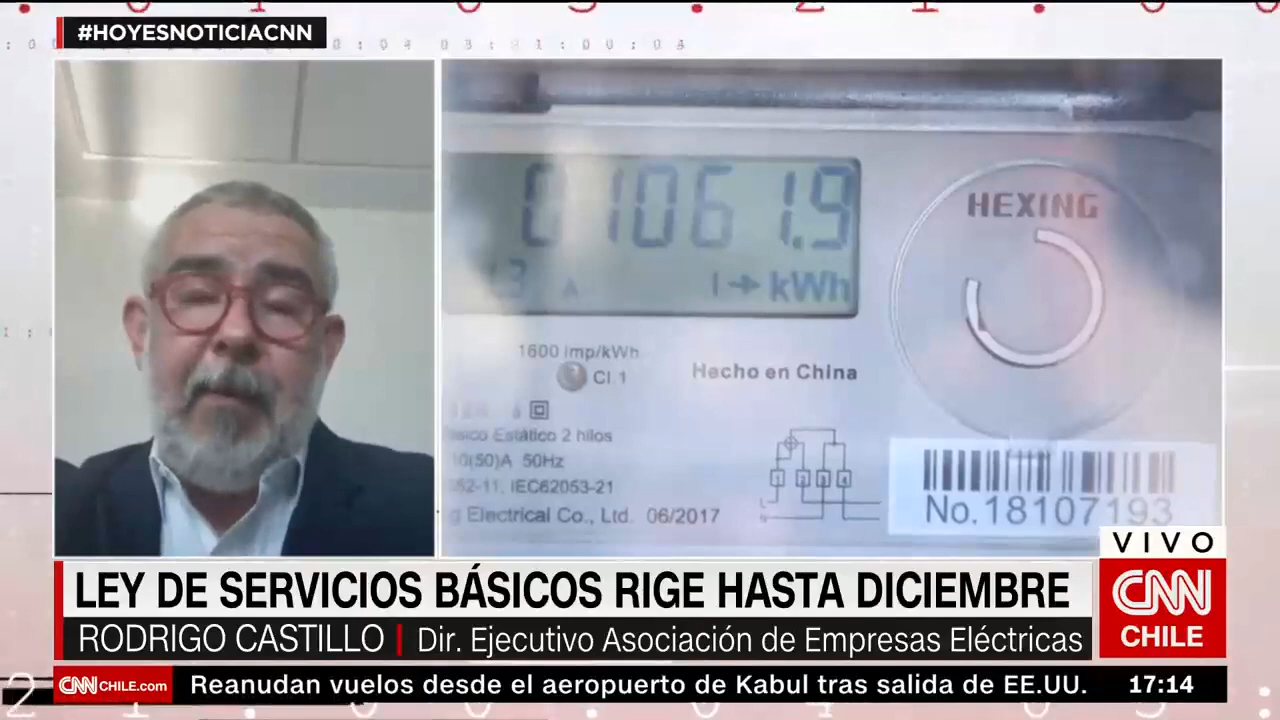 #HOYESNOTICIACNN
01061.9
kWh
HEXING
1600 imp/kWh
Cl.1
Hecho en China
Estático 2 hilos
10(50)A 50Hz
IEC62053-21
Electrical Co., Ltd. 06/2017
No.18107193
VIVO
CNN
CHILE
LEY DE SERVICIOS BÁSICOS RIGE HASTA DICIEMBRE
RODRIGO CASTILLO | Dir. Ejecutivo Asociación de Empresas Eléctricas
CNNCHILE.com Reanudan vuelos desde el aeropuerto de Kabul tras salida de EE.UU. 17:14